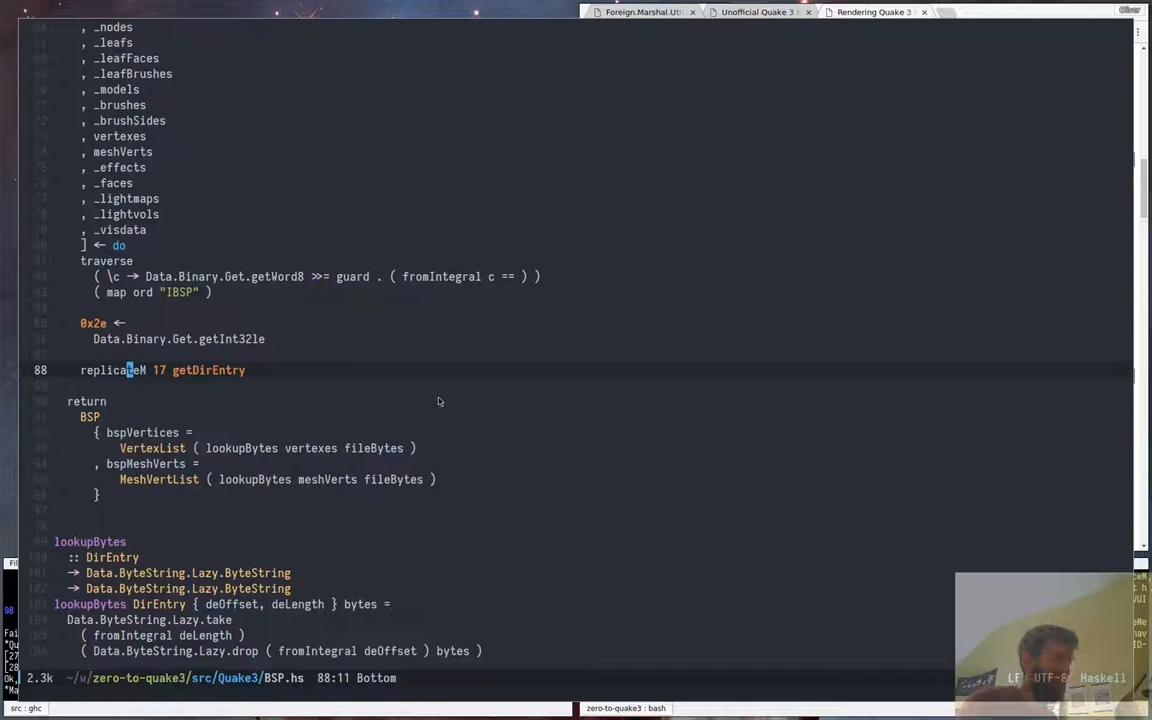 Foreign.Marshal.Uti × Unofficial Quake 3 × Rendering Quake 3 × Oliver
, _nodes
, _leafs
, _leafFaces
, _leafBrushes
, _models
, _brushes
, _brushSides
, vertexes
, meshVerts
, _effects
, _faces
, _lightmaps
, _lightvols
, _visdata
] ← do
traverse
( \c → Data.Binary.Get.getWord8 >>= guard . ( fromIntegral c == ) )
( map ord "IBSP" )
0x2e ←
Data.Binary.Get.getInt32le
88 replicateM 17 getDirEntry
return
BSP
{ bspVertices =
VertexList ( lookupBytes vertexes fileBytes )
, bspMeshVerts =
MeshVertList ( lookupBytes meshVerts fileBytes )
}
lookupBytes
:: DirEntry
→ Data.ByteString.Lazy.ByteString
→ Data.ByteString.Lazy.ByteString
lookupBytes DirEntry { deOffset, deLength } bytes =
Data.ByteString.Lazy.take
( fromIntegral deLength )
( Data.ByteString.Lazy.drop ( fromIntegral deOffset ) bytes )
2.3k ~/w/zero-to-quake3/src/Quake3/BSP.hs 88:11 Bottom LF UTF-8 Haskell
src : ghc zero-to-quake3 : bash